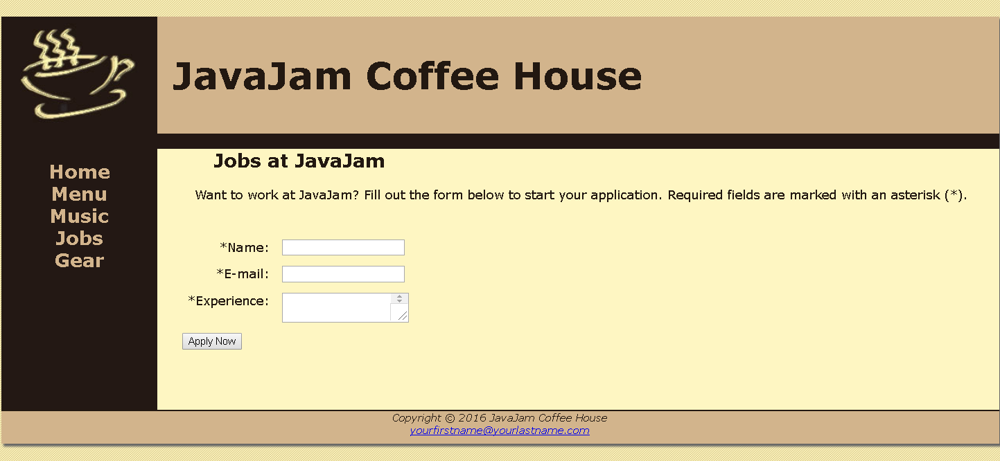 JavaJam Coffee House
Home
Menu
Music
Jobs
Gear
Jobs at JavaJam
Want to work at JavaJam? Fill out the form below to start your application. Required fields are marked with an asterisk (*).
*Name:
*E-mail:
*Experience:
Apply Now
Copyright © 2016 JavaJam Coffee House
yourfirstname@yourlastname.com